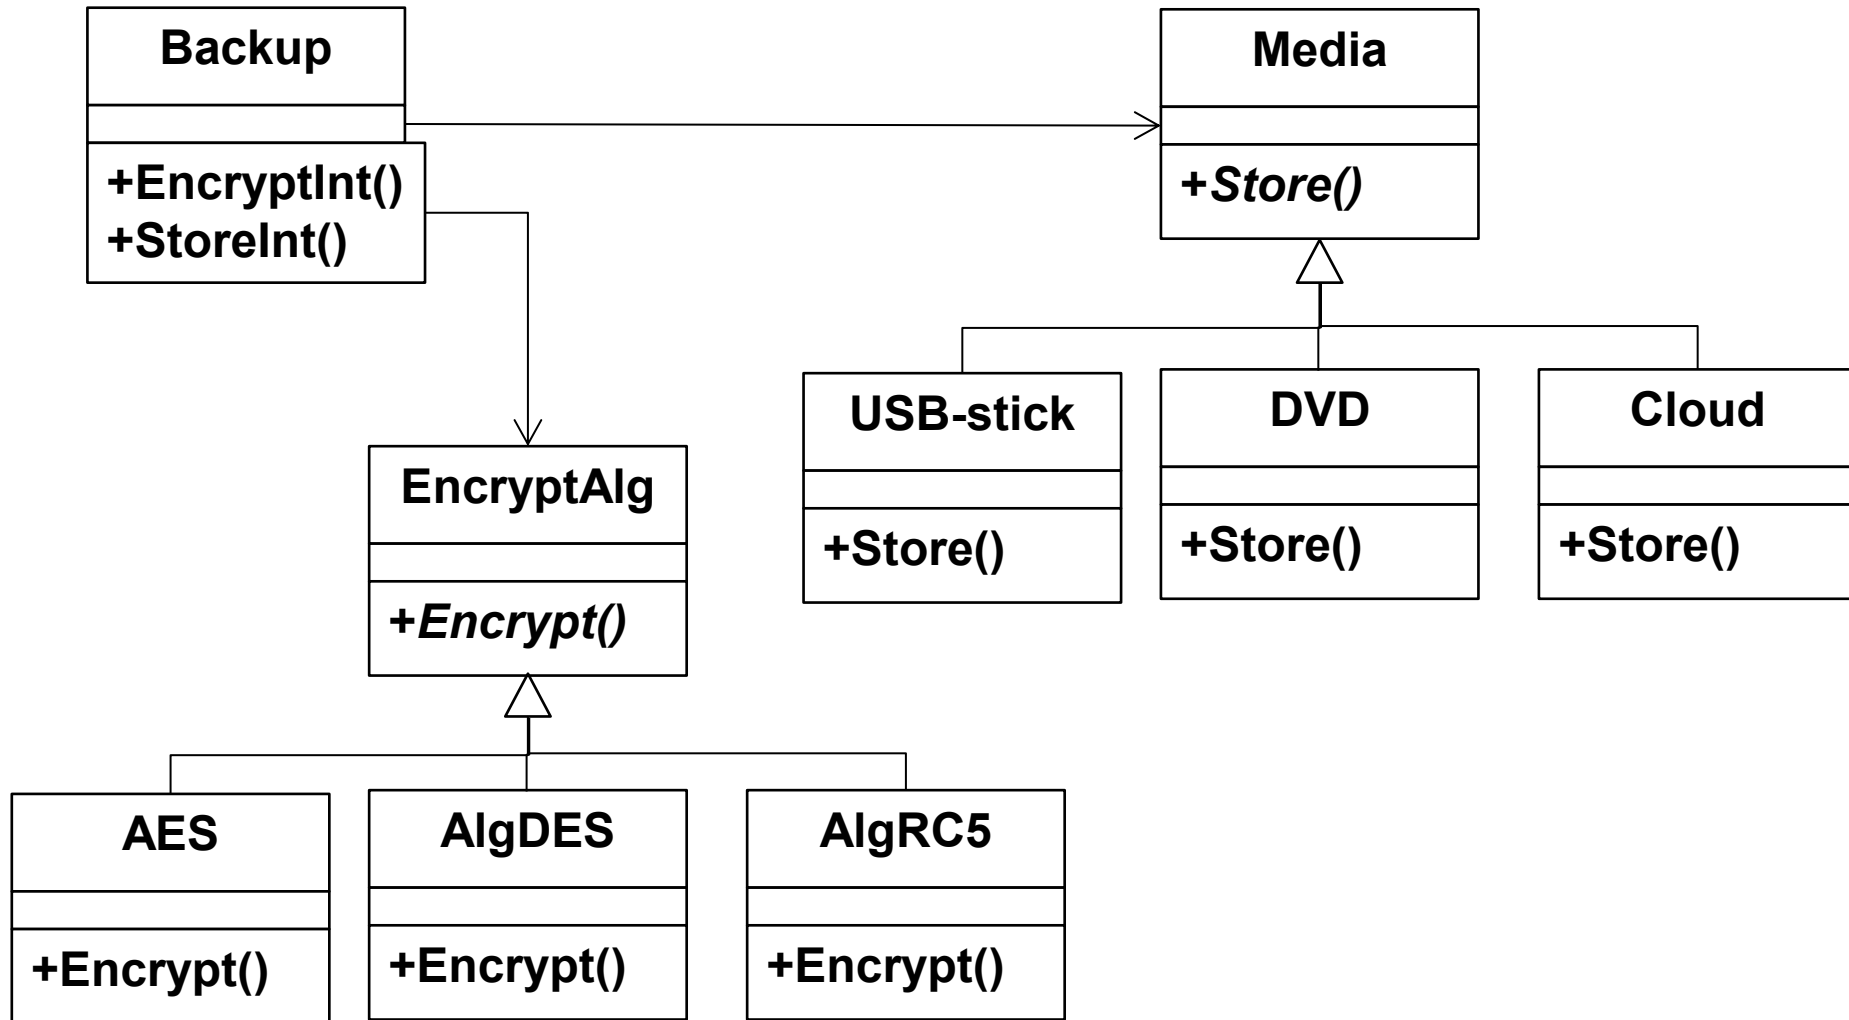 Backup
+EncryptInt()
+StoreInt()
Media
+Store()
EncryptAlg
+Encrypt()
USB-stick
+Store()
DVD
+Store()
Cloud
+Store()
AES
+Encrypt()
AlgDES
+Encrypt()
AlgRC5
+Encrypt()